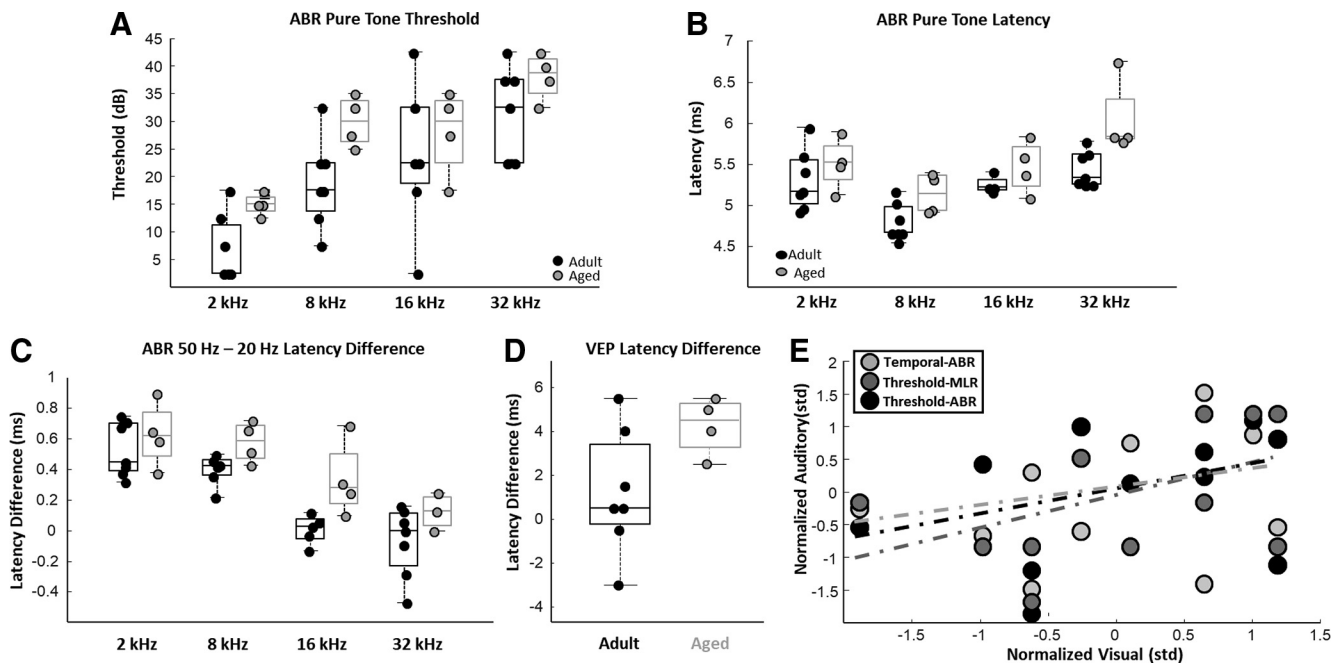 A
ABR Pure Tone Threshold
Threshold (dB)
45
40
35
30
25
20
15
10
5
2 kHz
8 kHz
16 kHz
32 kHz
Adult
Aged
B
ABR Pure Tone Latency
Latency (ms)
7
6.5
6
5.5
5
4.5
Adult
Aged
2 kHz
8 kHz
16 kHz
32 kHz
C
ABR 50 Hz – 20 Hz Latency Difference
Latency Difference (ms)
1
0.8
0.6
0.4
0.2
0
-0.2
-0.4
2 kHz
8 kHz
16 kHz
32 kHz
D
VEP Latency Difference
Latency Difference (ms)
6
4
2
0
-2
-4
Adult
Aged
E
Normalized Auditory(std)
2
1.5
1
0.5
0
-0.5
-1
-1.5
Temporal-ABR
Threshold-MLR
Threshold-ABR
-1.5
-1
-0.5
0
0.5
1
1.5
Normalized Visual (std)